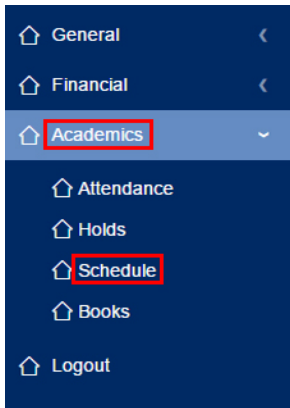 General
Financial
Academics
Attendance
Holds
Schedule
Books
Logout